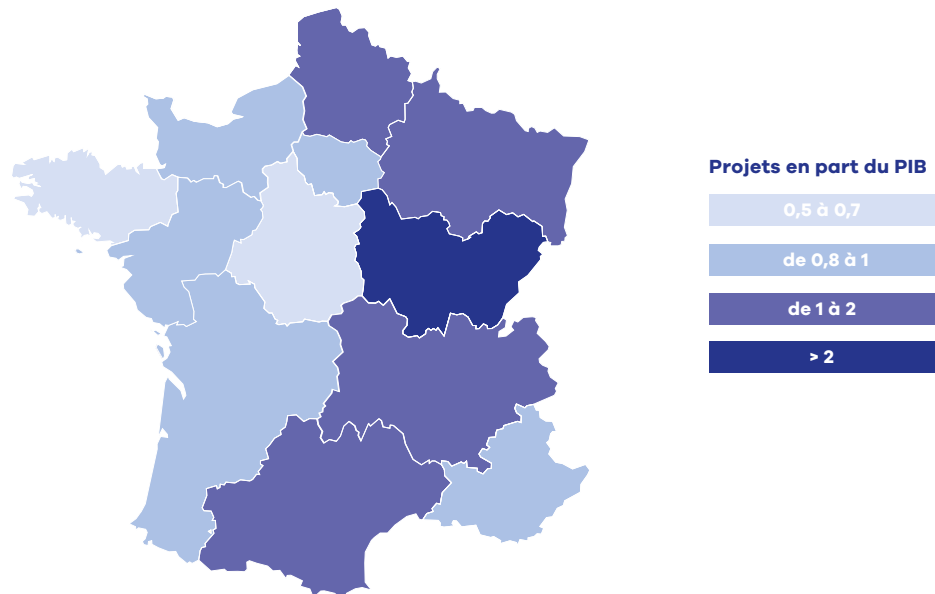 Projets en part du PIB
0,5 à 0,7
de 0,8 à 1
de 1 à 2
> 2